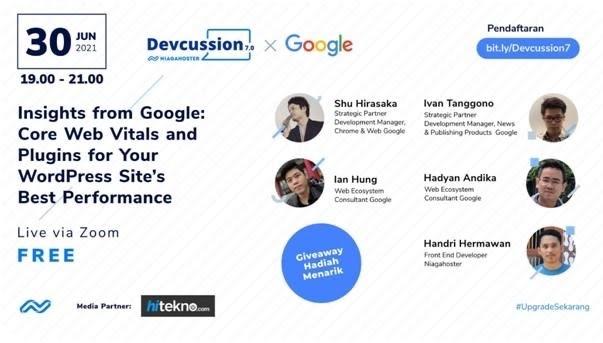 30 JUN
2021
19.00 - 21.00
Devcussion 7.0
NIAGAHOSTER
×
Google
Pendaftaran
bit.ly/Devcussion7
Insights from Google:
Core Web Vitals and
Plugins for Your
WordPress Site's
Best Performance
Live via Zoom
FREE
Shu Hirasaka
Strategic Partner
Development Manager,
Chrome & Web Google
Ivan Tanggono
Strategic Partner
Development Manager, News
& Publishing Products Google
Ian Hung
Web Ecosystem
Consultant Google
Hadyan Andika
Web Ecosystem
Consultant Google
Giveaway
Hadiah
Menarik
Handri Hermawan
Front End Developer
Niagahoster
Media Partner:
hitekno.com
#UpgradeSekarang